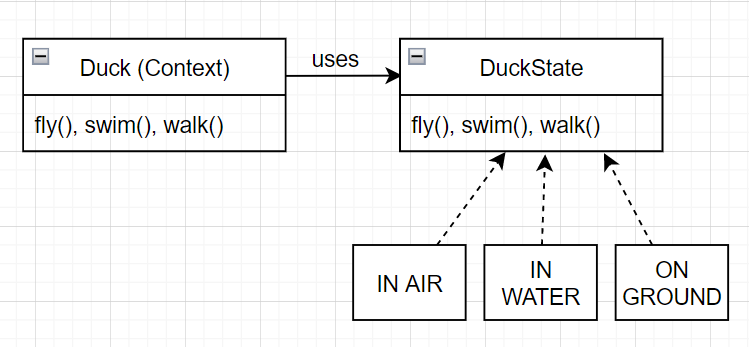 Duck (Context)
uses
DuckState
fly(), swim(), walk()
fly(), swim(), walk()
IN AIR
IN
WATER
ON
GROUND